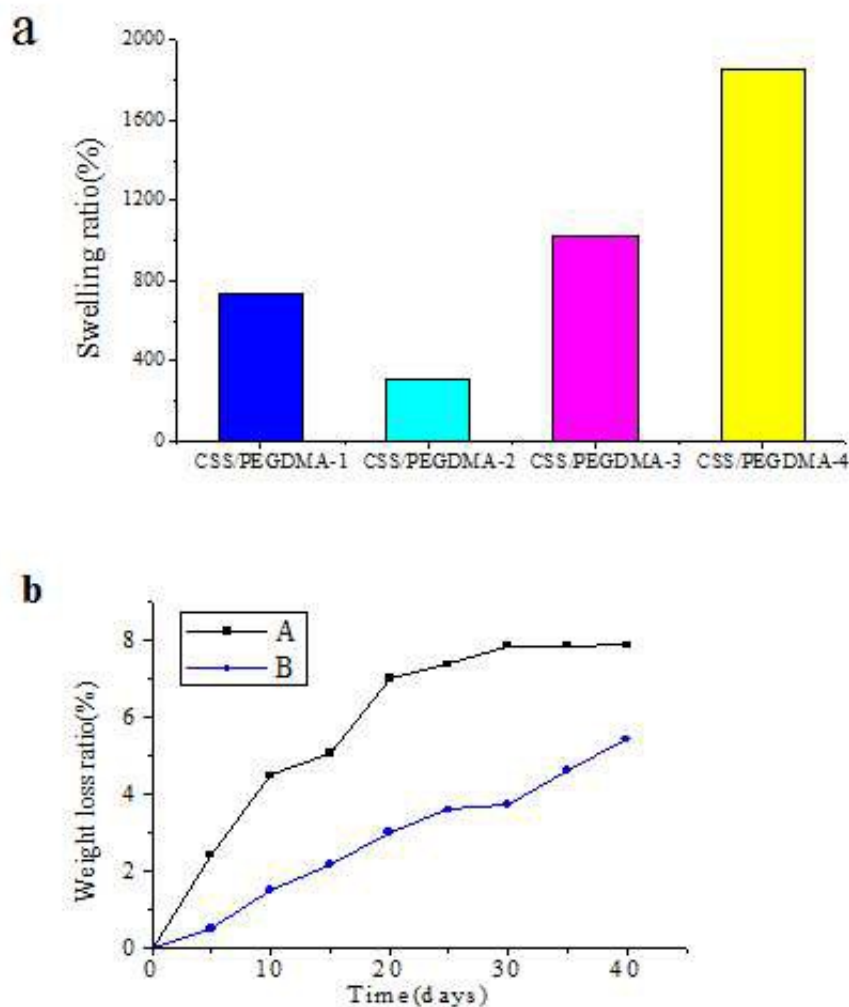 a
Swelling ratio(%)
2000
1600
1200
800
400
0
CSS/PEGDMA-1 CSS/PEGDMA-2 CSS/PEGDMA-3 CSS/PEGDMA-4
b
Weight loss ratio(%)
8
6
4
2
0
A
B
0 10 20 30 40
Time(days)